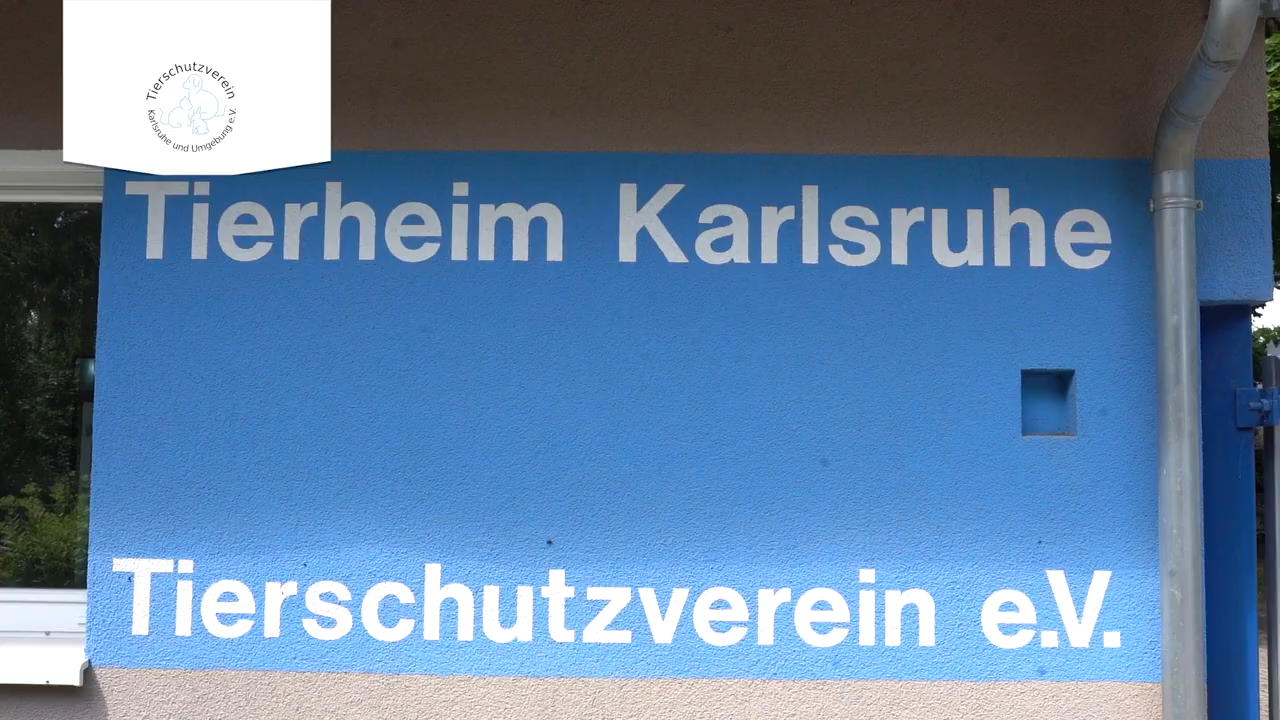 Tierschutzverein
Karlsruhe und Umgebung e.V.
Tierheim Karlsruhe
Tierschutzverein e.V.